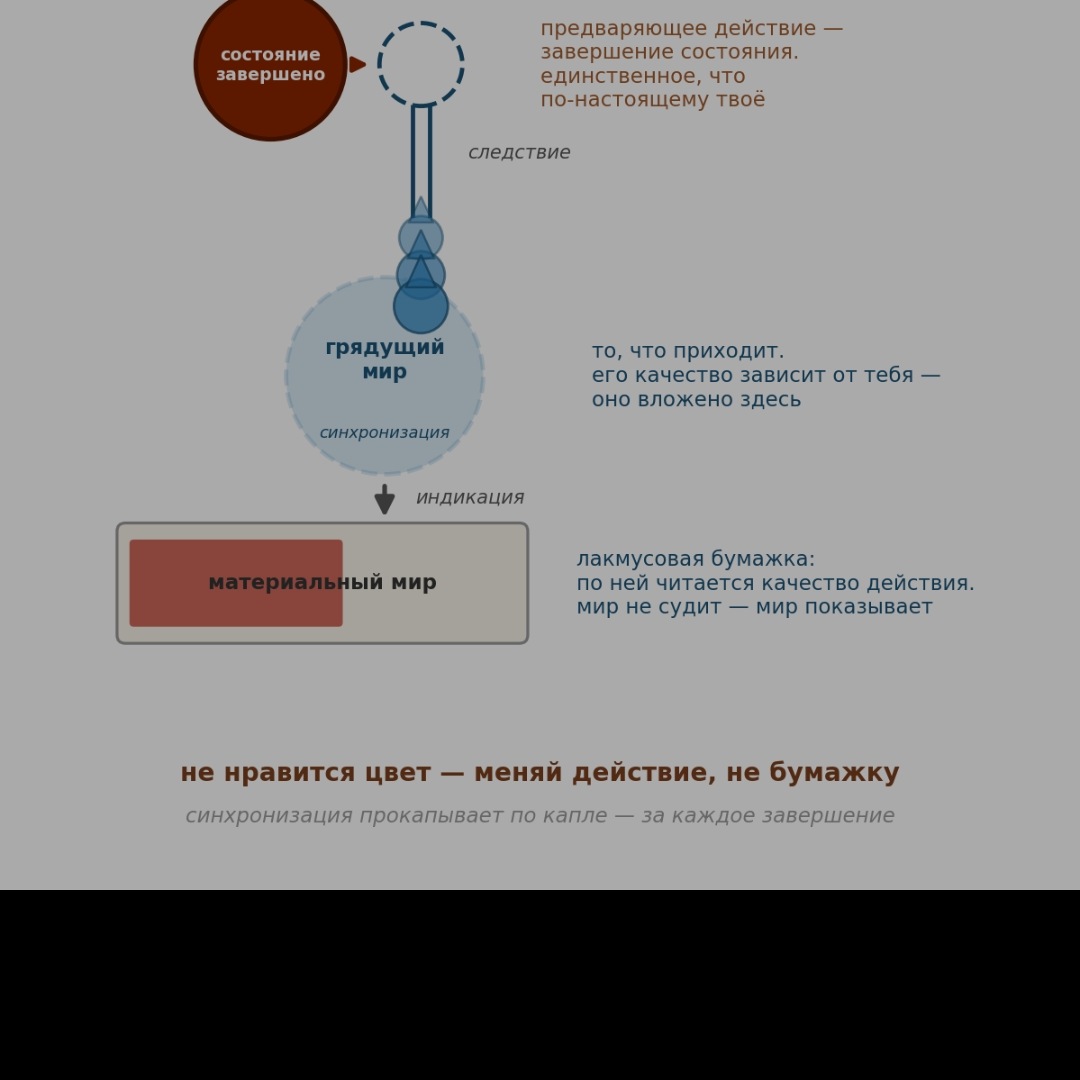 состояние
завершено
предваряющее действие —
завершение состояния.
единственное, что
по-настоящему твоё
следствие
грядущий
мир
синхронизация
то, что приходит.
его качество зависит от тебя —
оно вложено здесь
индикация
материальный мир
лакмусовая бумажка:
по ней читается качество действия.
мир не судит — мир показывает
не нравится цвет — меняй действие, не бумажку
синхронизация прокапывает по капле — за каждое завершение